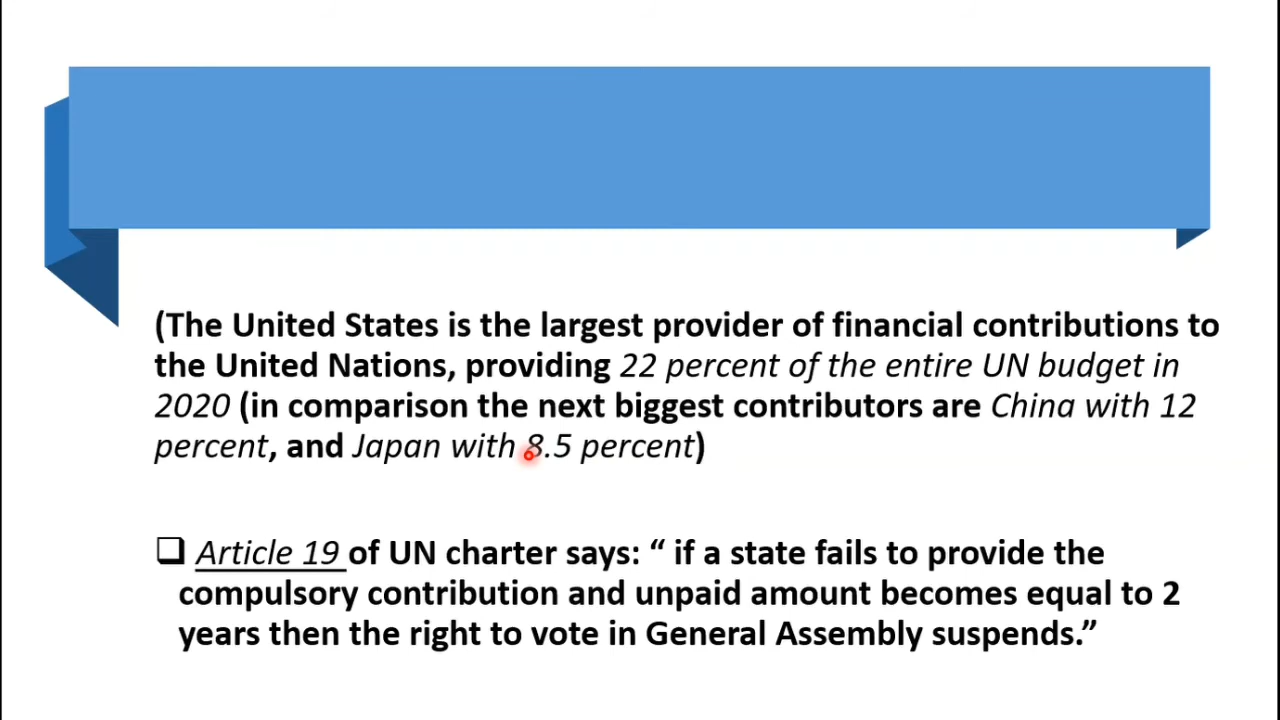 (The United States is the largest provider of financial contributions to
the United Nations, providing 22 percent of the entire UN budget in
2020 (in comparison the next biggest contributors are China with 12
percent, and Japan with 8.5 percent)
❑ Article 19 of UN charter says: “ if a state fails to provide the
compulsory contribution and unpaid amount becomes equal to 2
years then the right to vote in General Assembly suspends.”